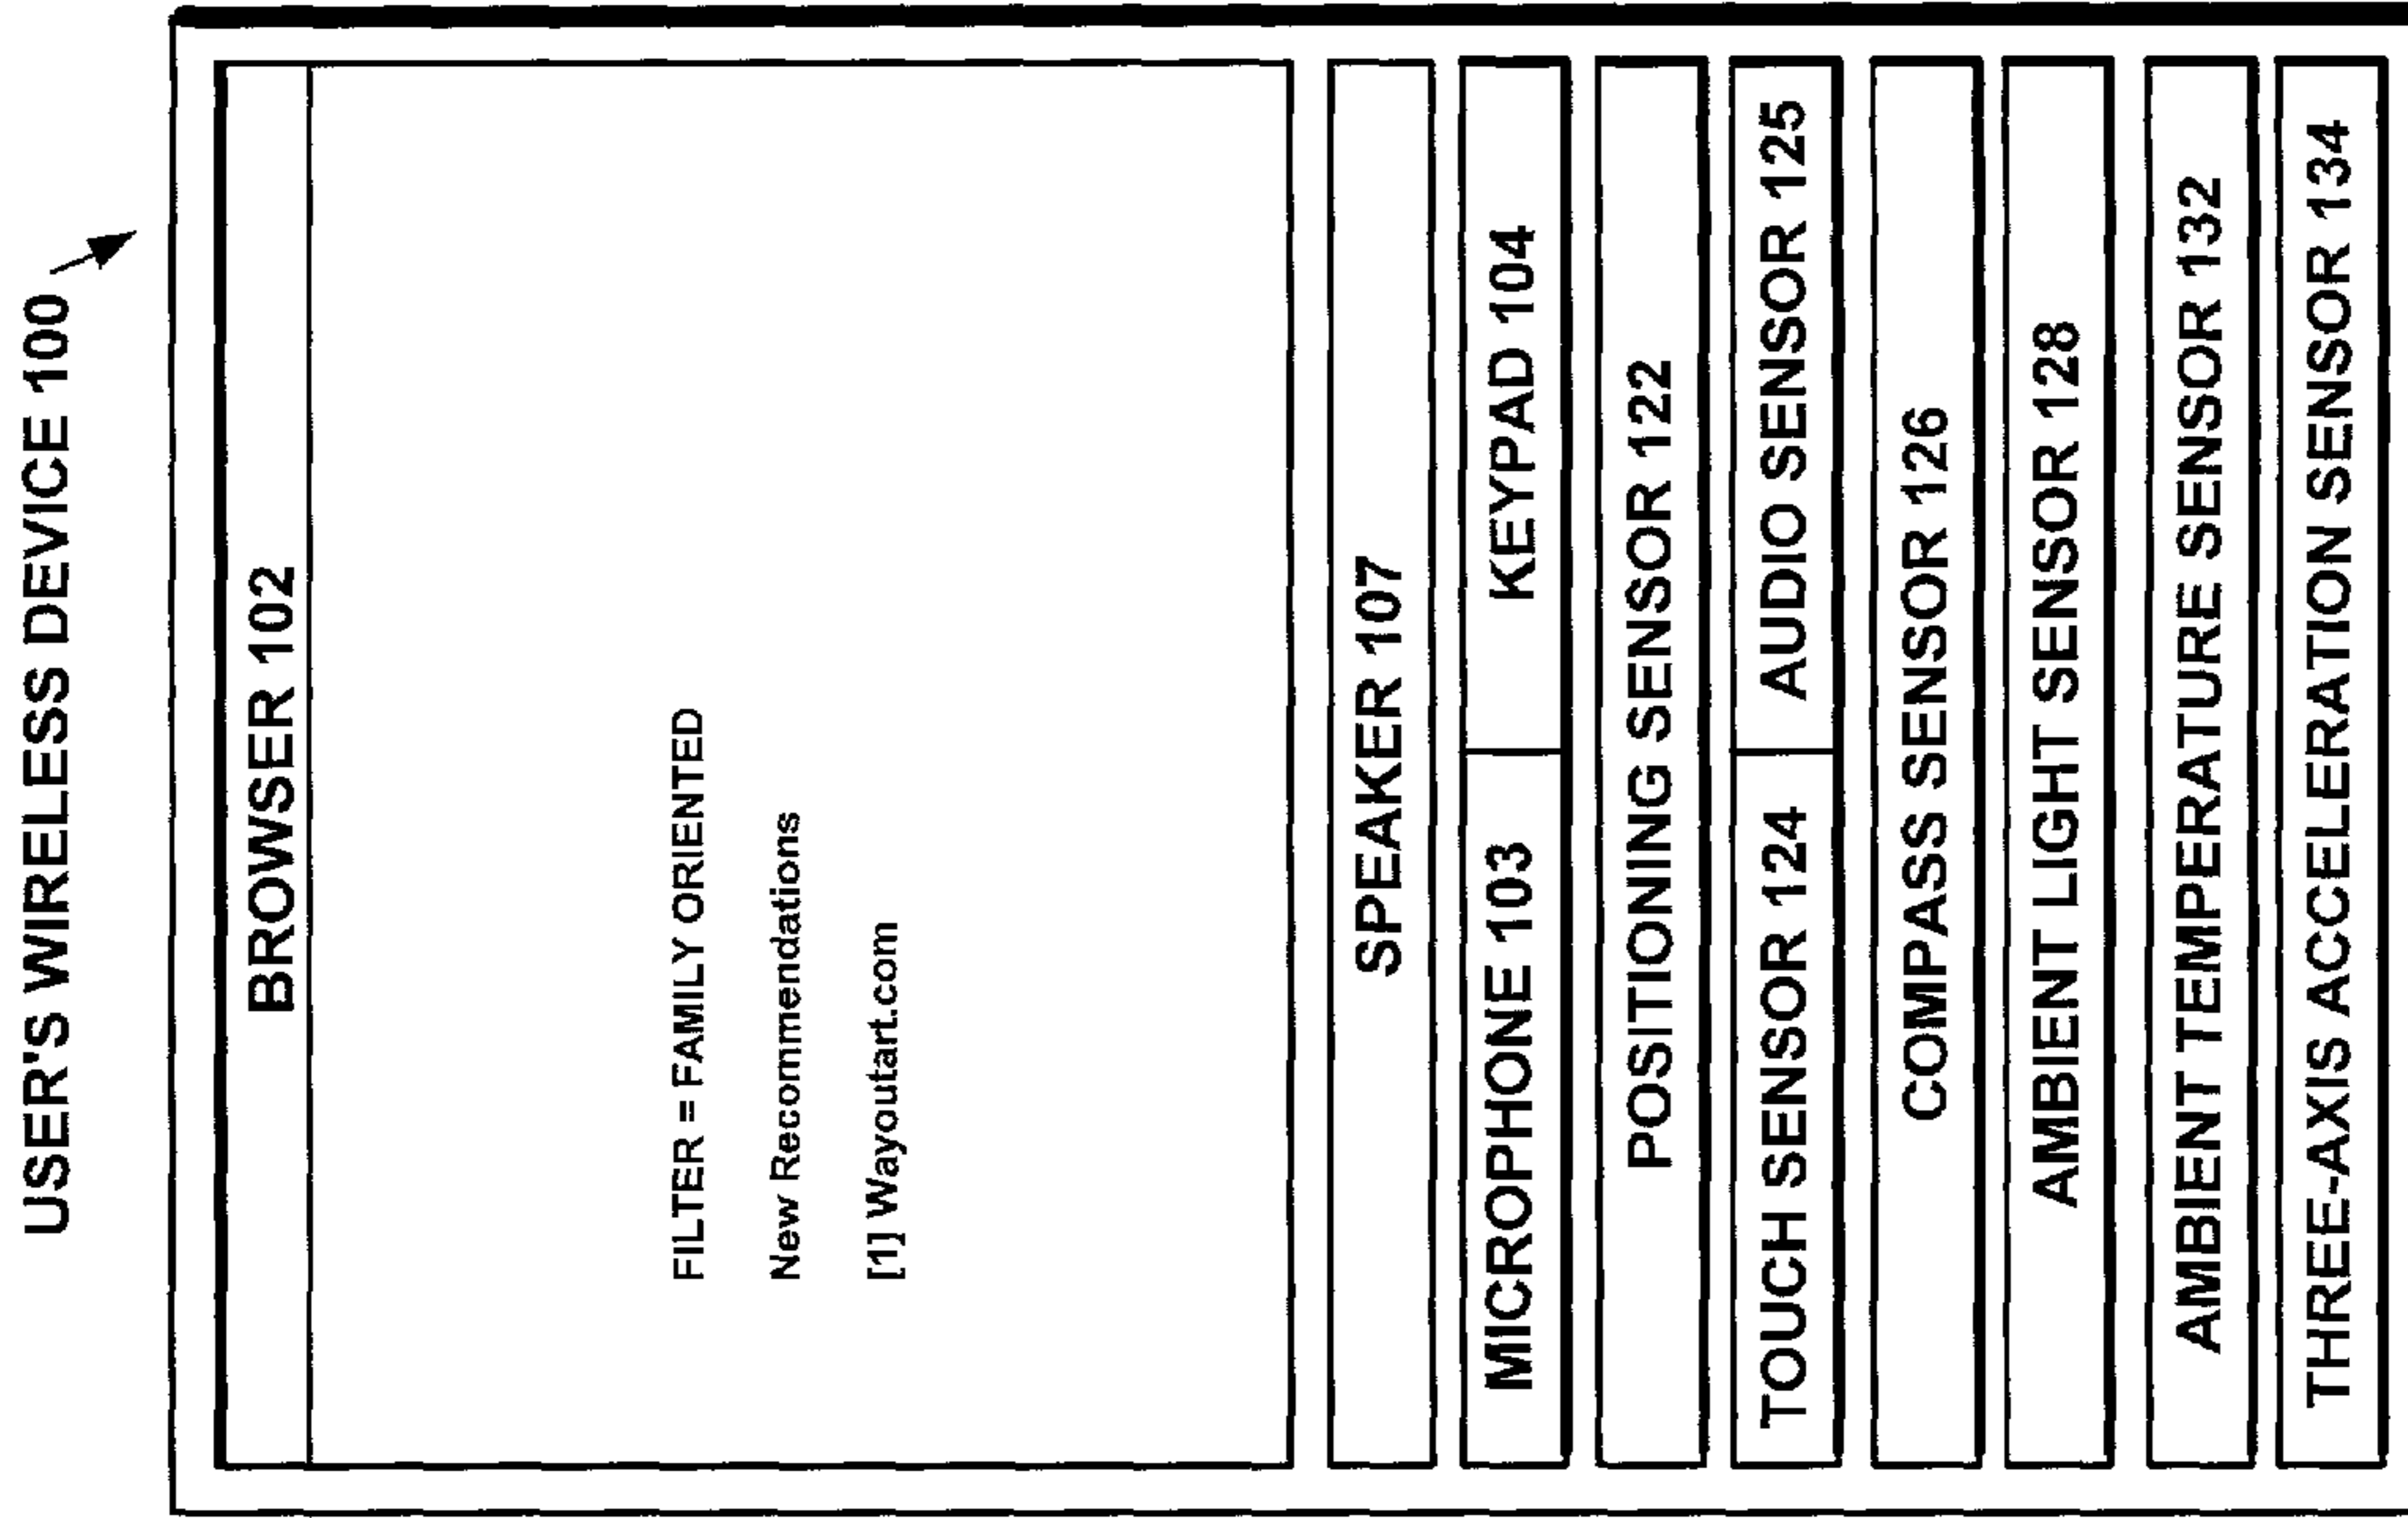 USER'S WIRELESS DEVICE 100
BROWSER 102
FILTER = FAMILY ORIENTED
New Recommendations
[1] Wayoutart.com
SPEAKER 107
MICROPHONE 103 KEYPAD 104
POSITIONING SENSOR 122
TOUCH SENSOR 124 AUDIO SENSOR 125
COMPASS SENSOR 126
AMBIENT LIGHT SENSOR 128
AMBIENT TEMPERATURE SENSOR 132
THREE-AXIS ACCELERATION SENSOR 134